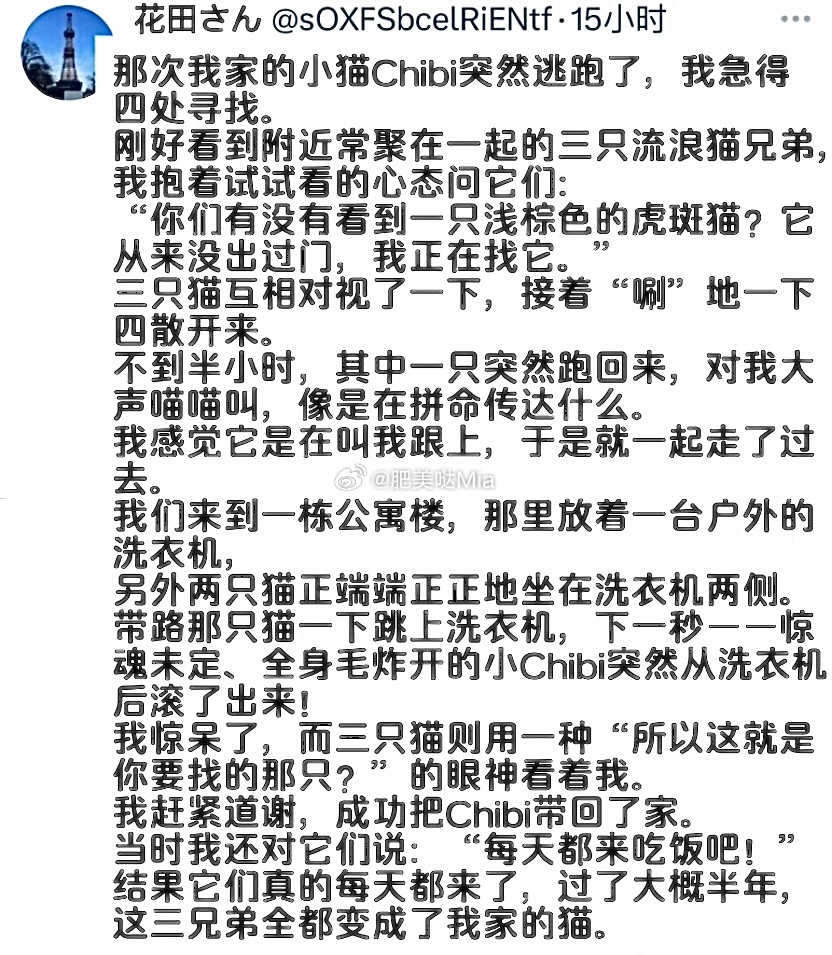 花田さん @sOXFSbcelRiENtf·15小时
那次我家的小猫Chibi突然逃跑了，我急得
四处寻找。
刚好看到附近常聚在一起的三只流浪猫兄弟，
我抱着试试看的心态问它们：
“你们有没有看到一只浅棕色的虎斑猫？它
从来没出过门，我正在找它。”
三只猫互相对视了一下，接着“唰”地一下
四散开来。
不到半小时，其中一只突然跑回来，对我大
声喵喵叫，像是在拼命传达什么。
我感觉它是在叫我跟上，于是就一起走了过
去。
@肥美哒Mia
我们来到一栋公寓楼，那里放着一台户外的
洗衣机，
另外两只猫正端端正正地坐在洗衣机两侧。
带路那只猫一下跳上洗衣机，下一秒——惊
魂未定、全身毛炸开的小Chibi突然从洗衣机
后滚了出来！
我惊呆了，而三只猫则用一种“所以这就是
你要找的那只？”的眼神看着我。
我赶紧道谢，成功把Chibi带回了家。
当时我还对它们说：“每天都来吃饭吧！”
结果它们真的每天都来了，过了大概半年，
这三兄弟全都变成了我家的猫。